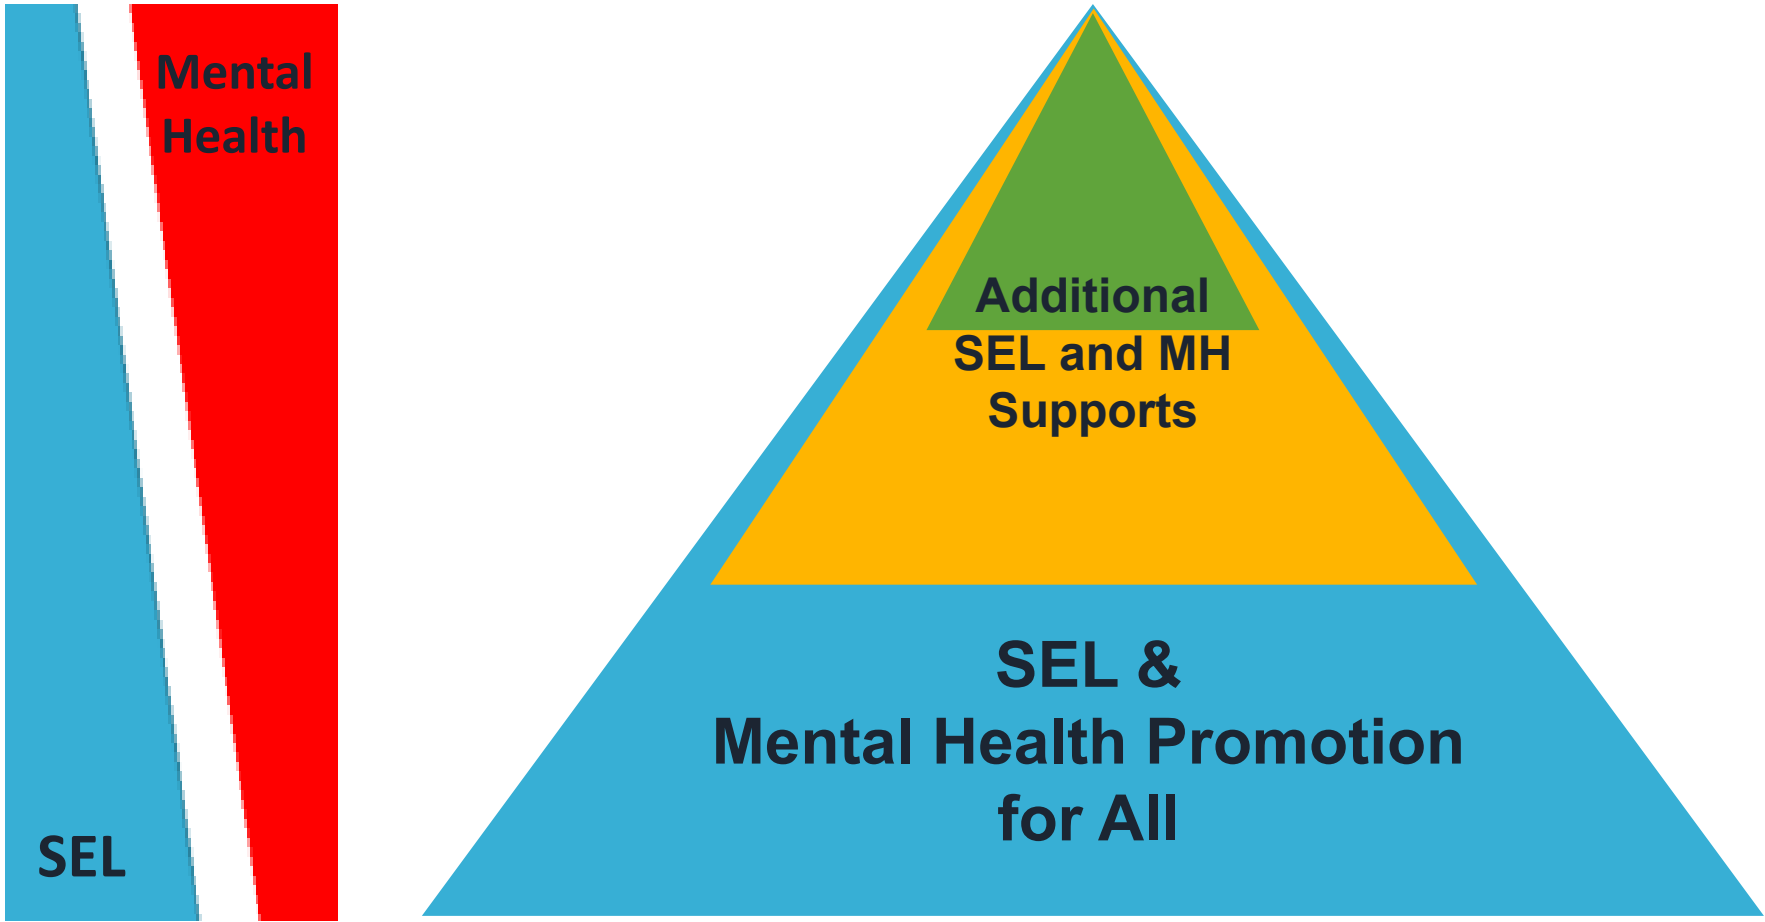 Mental
Health
SEL
Additional
SEL and MH
Supports
SEL &
Mental Health Promotion
for All